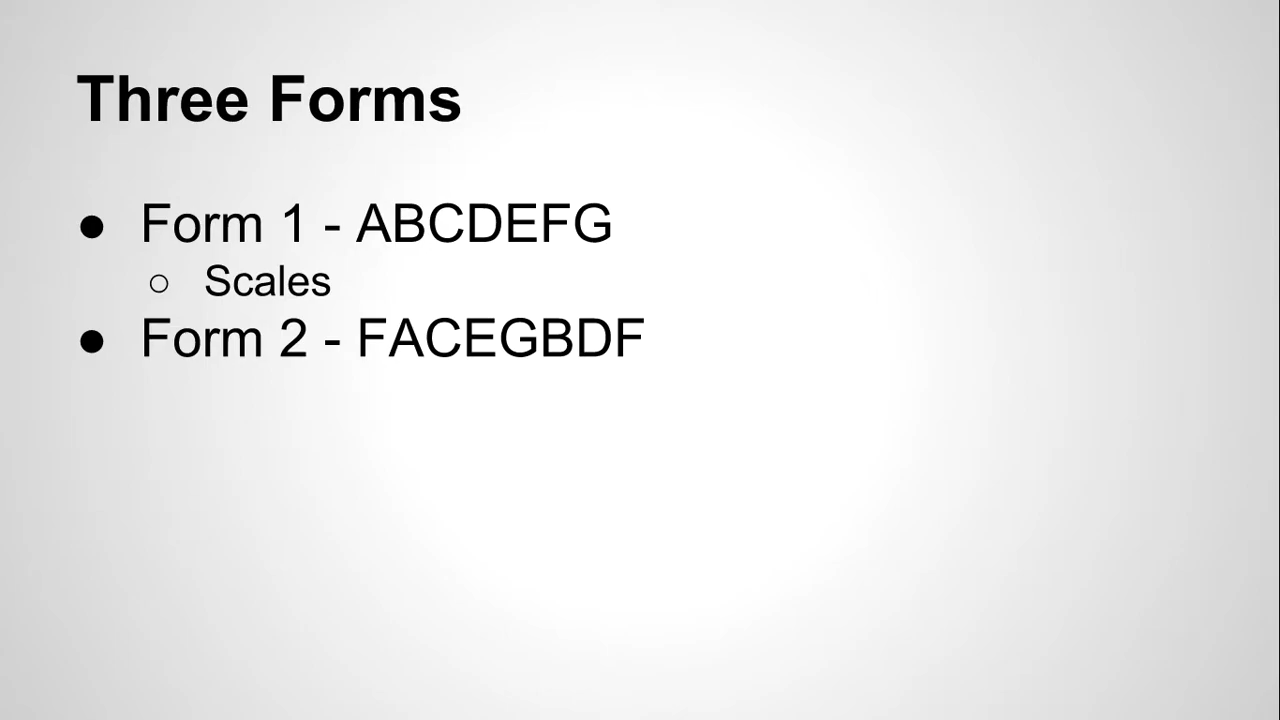 Three Forms
● Form 1 - ABCDEFG
○ Scales
● Form 2 - FACEGBDF